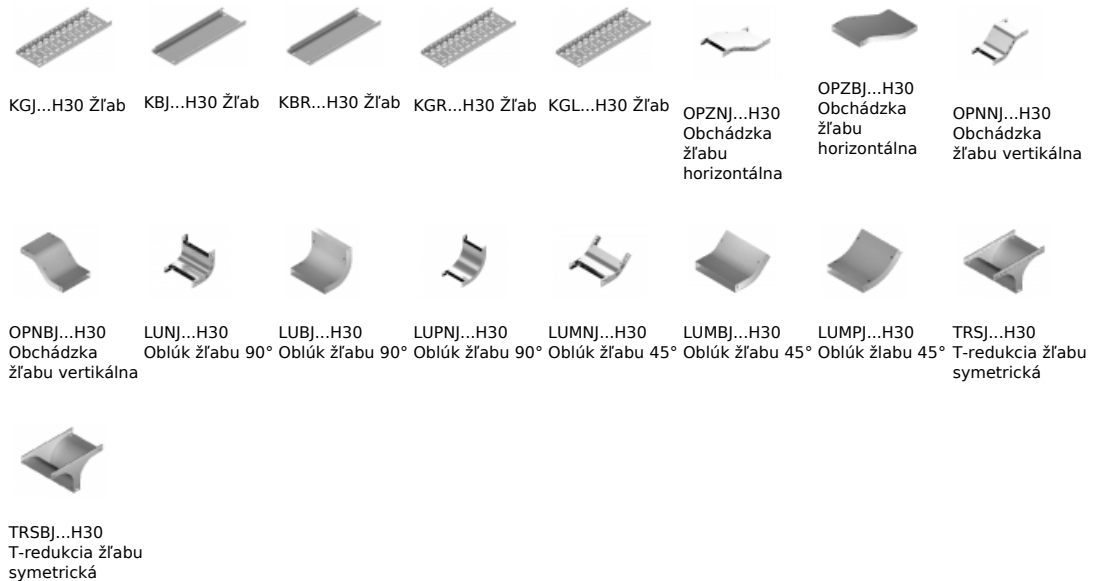 KGJ...H30 Žľab
KBJ...H30 Žľab
KBR...H30 Žľab
KGR...H30 Žľab
KGL...H30 Žľab
OPZNJ...H30
Obchádzka
žľabu
horizontálna
OPZBJ...H30
Obchádzka
žľabu
horizontálna
OPNNJ...H30
Obchádzka
žľabu vertikálna
OPNBJ...H30
Obchádzka
žľabu vertikálna
LUNJ...H30
Oblúk žľabu 90°
LUBJ...H30
Oblúk žľabu 90°
LUPNJ...H30
Oblúk žľabu 90°
LUMNJ...H30
Oblúk žľabu 45°
LUMBJ...H30
Oblúk žľabu 45°
LUMPJ...H30
Oblúk žlabu 45°
TRSJ...H30
T-redukcia žľabu
symetrická
TRSBJ...H30
T-redukcia žľabu
symetrická